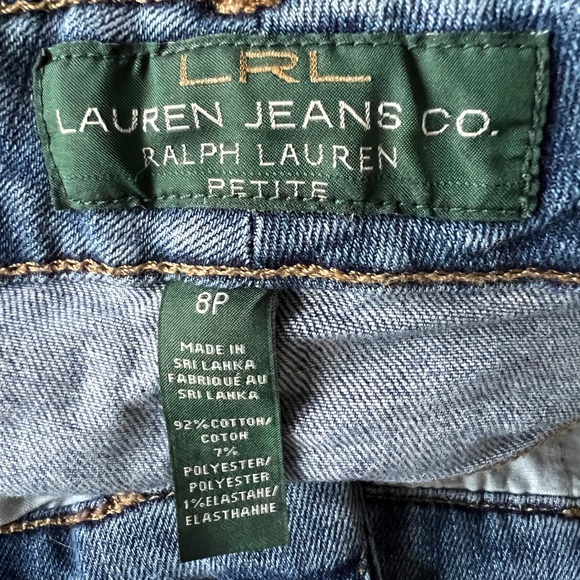 LRL
LAUREN JEANS CO.
RALPH LAUREN
PETITE
8P
MADE IN
SRI LANKA
FABRIQUÉ AU
SRI LANKA
92% COTTON/
COTON
7%
POLYESTER/
POLYESTER
1% ELASTANE/
ELASTHANNE